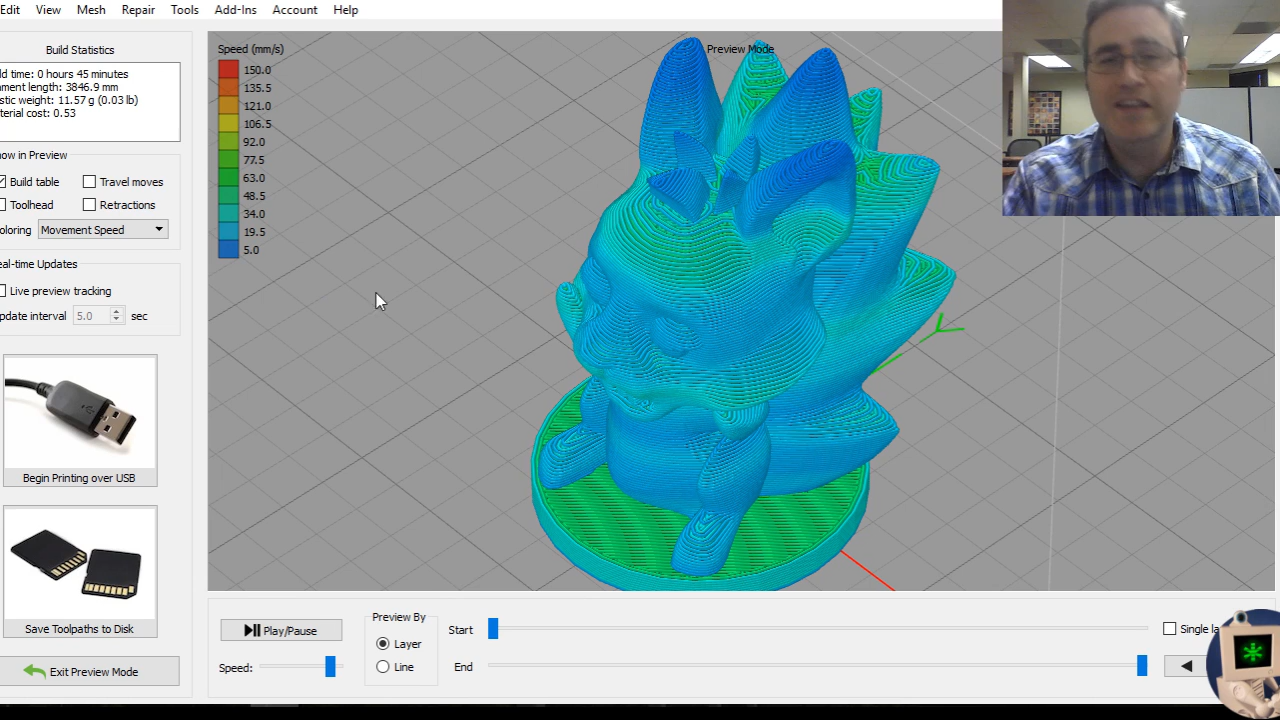 Edit View Mesh Repair Tools Add-Ins Account Help
Build Statistics
ld time: 0 hours 45 minutes
ment length: 3846.9 mm
stic weight: 11.57 g (0.03 lb)
terial cost: 0.53
how in Preview
Build table Travel moves
Toolhead Retractions
oloring Movement Speed
eal-time Updates
Live preview tracking
pdate interval 5.0 sec
Begin Printing over USB
Save Toolpaths to Disk
Exit Preview Mode
Speed (mm/s)
150.0
135.5
121.0
106.5
92.0
77.5
63.0
48.5
34.0
19.5
5.0
Preview Mode
Play/Pause
Speed:
Preview By
Layer
Line
Start
End
Single la